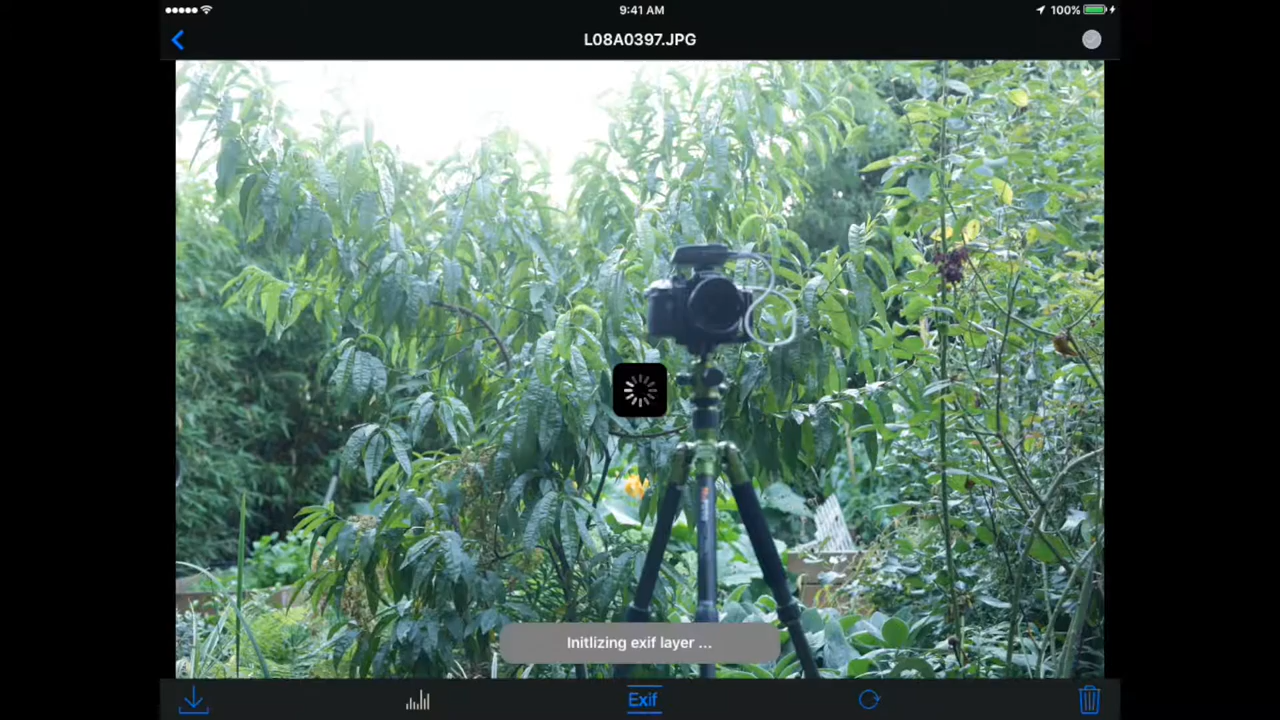 9:41 AM
100%
L08A0397.JPG
Initlizing exif layer ...
Exif